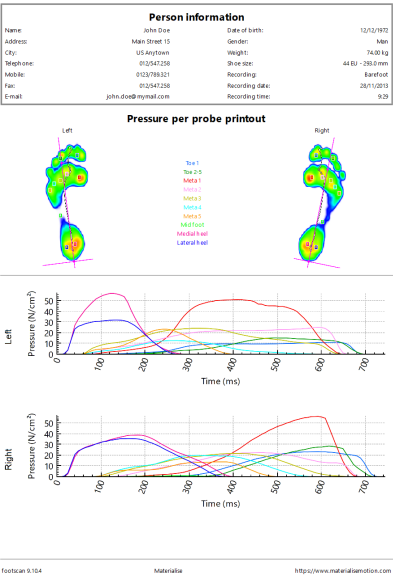 Person information
Name: John Doe Date of birth: 12/12/1972
Address: Main Street 15 Gender: Man
City: US Anytown Weight: 74.00 kg
Telephone: 012/547.258 Shoe size: 44 EU - 293.0 mm
Mobile: 0123/789.321 Recording: Barefoot
Fax: 012/547.258 Recording date: 28/11/2013
E-mail: john.doe@mymail.com Recording time: 9:29
Pressure per probe printout
Left Right
Toe 1
Toe 2-5
Meta 1
Meta 2
Meta 3
Meta 4
Meta 5
Midfoot
Medial heel
Lateral heel
Left
Pressure (N/cm²)
50
40
30
20
10
0
0 100 200 300 400 500 600 700
Time (ms)
Right
Pressure (N/cm²)
50
40
30
20
10
0
0 100 200 300 400 500 600 700
Time (ms)
footscan 9.10.4 Materialise https://www.materialisemotion.com